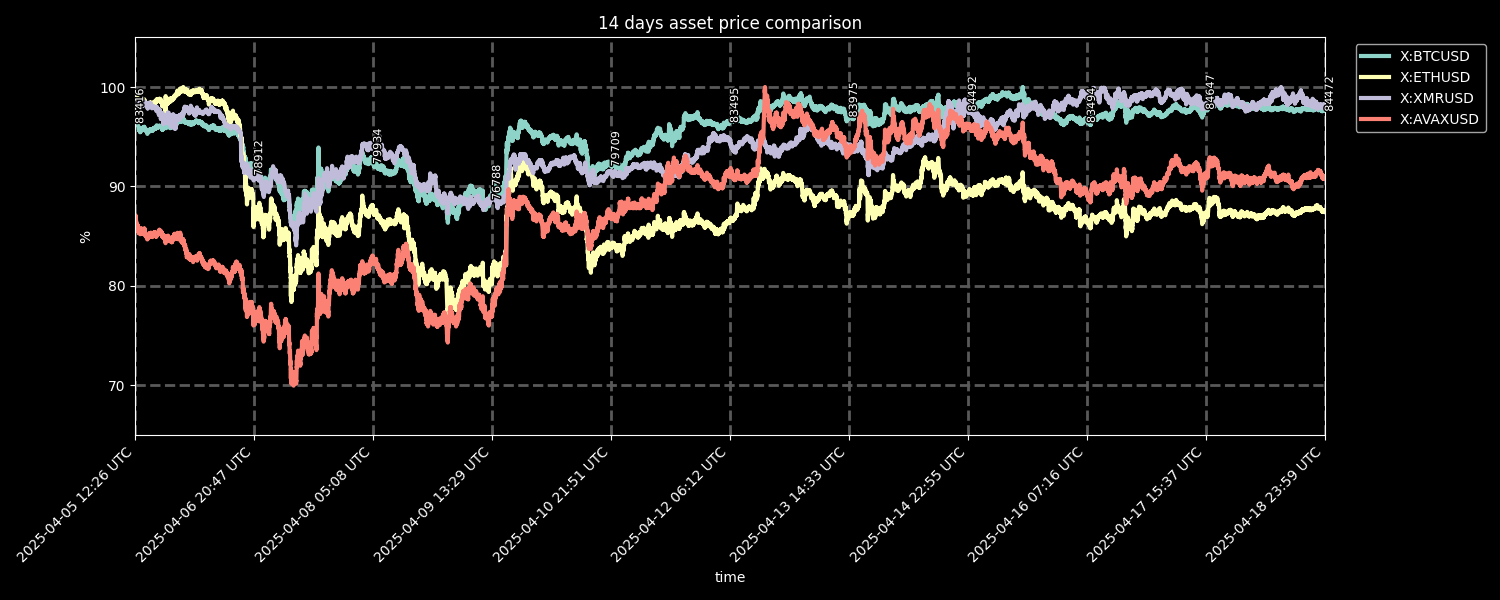 14 days asset price comparison
X:BTCUSD
X:ETHUSD
X:XMRUSD
X:AVAXUSD
100
90
80
70
%
78912
79934
76788
79709
83495
83975
84492
83494
84647
84472
2025-04-05 12:26 UTC
2025-04-06 20:47 UTC
2025-04-08 05:08 UTC
2025-04-09 13:29 UTC
2025-04-10 21:51 UTC
2025-04-12 06:12 UTC
2025-04-13 14:33 UTC
2025-04-14 22:55 UTC
2025-04-16 07:16 UTC
2025-04-17 15:37 UTC
2025-04-18 23:59 UTC
time